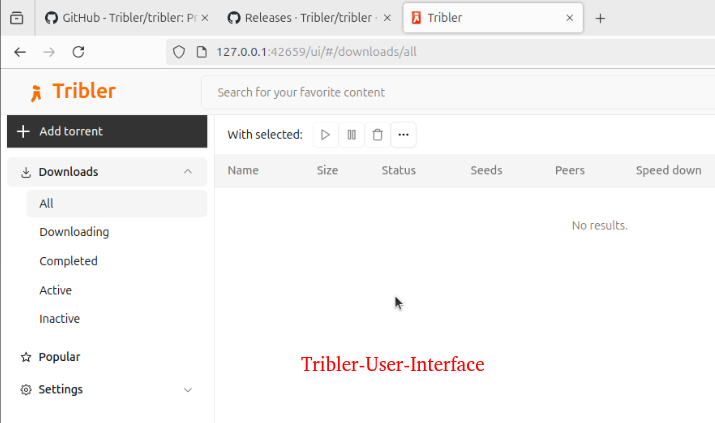 GitHub - Tribler/tribler: Pr
Releases · Tribler/tribler ·
Tribler
127.0.0.1:42659/ui/#/downloads/all
Tribler
Search for your favorite content
Add torrent
With selected:
Downloads
Name Size Status Seeds Peers Speed down
All
No results.
Downloading
Completed
Active
Inactive
Popular
Tribler-User-Interface
Settings